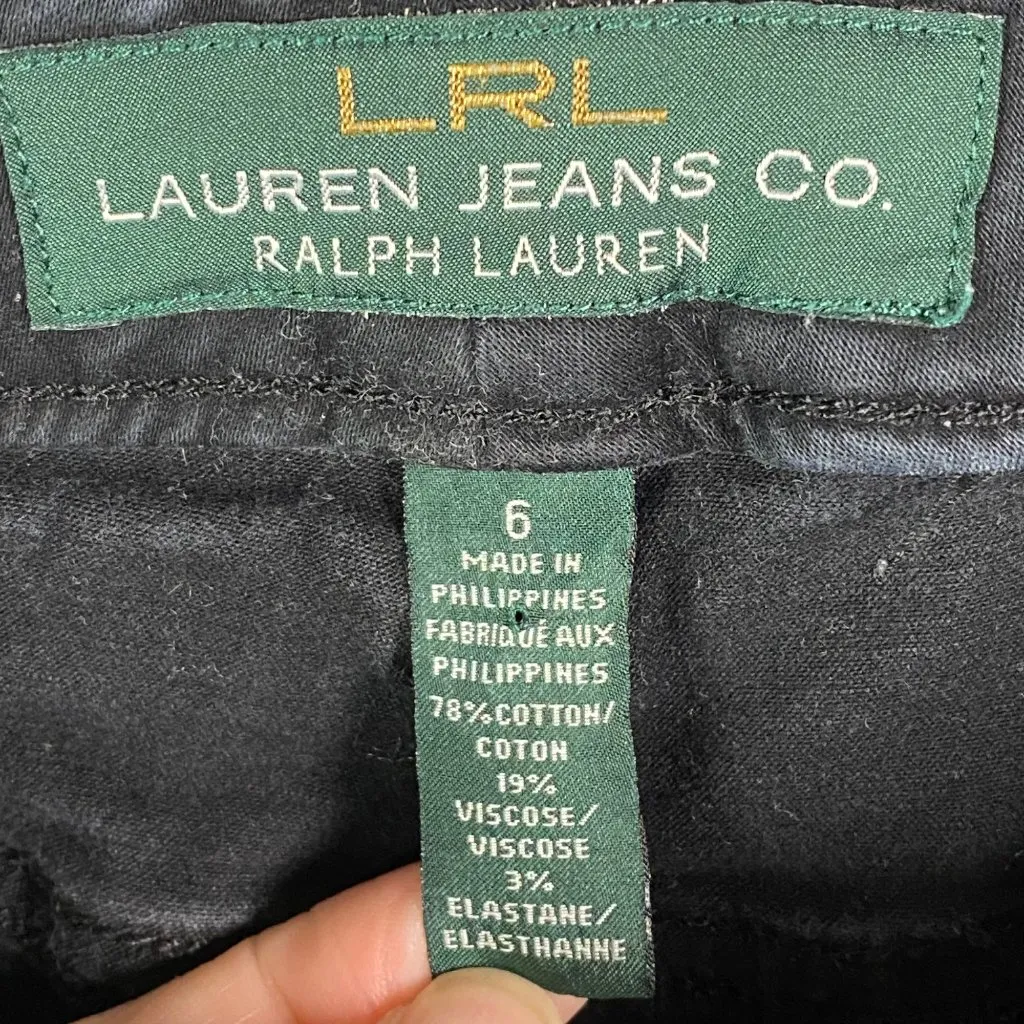 LRL
LAUREN JEANS CO.
RALPH LAUREN
6
MADE IN
PHILIPPINES
FABRIQUÉ AUX
PHILIPPINES
78% COTTON/
COTON
19%
VISCOSE/
VISCOSE
3%
ELASTANE/
ELASTHANNE